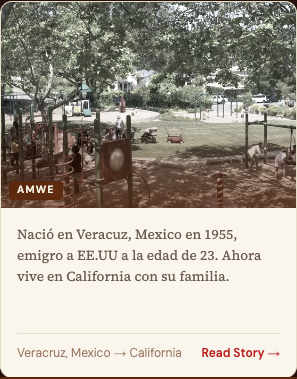 AMWE
Nació en Veracuz, Mexico en 1955,
emigro a EE.UU a la edad de 23. Ahora
vive en California con su familia.
Veracruz, Mexico → California
Read Story →